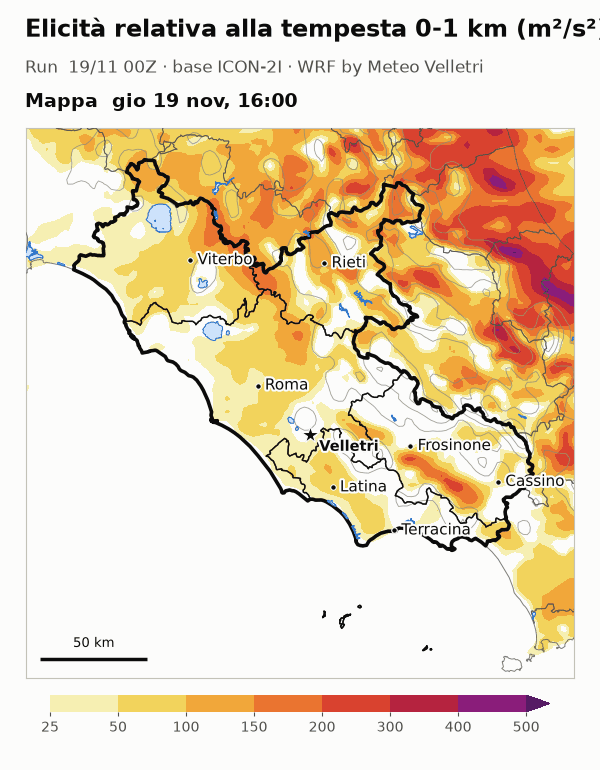 Elicità relativa alla tempesta 0-1 km (m²/s²)
Run  19/11 00Z · base ICON-2I · WRF by Meteo Velletri
Mappa  gio 19 nov, 16:00
Viterbo
Rieti
Roma
Velletri
Frosinone
Cassino
Latina
Terracina
50 km
25 50 100 150 200 300 400 500